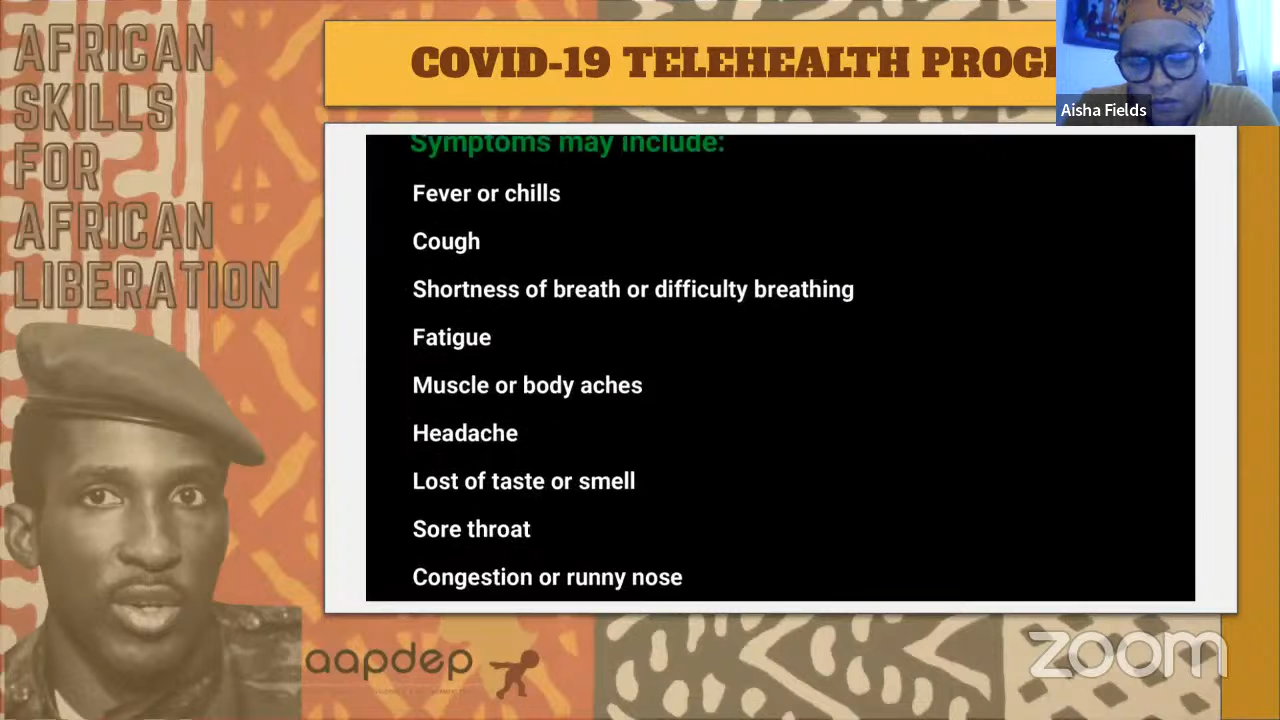 AFRICAN
SKILLS
FOR
AFRICAN
LIBERATION
COVID-19 TELEHEALTH PROG
Aisha Fields
Symptoms may include:
Fever or chills
Cough
Shortness of breath or difficulty breathing
Fatigue
Muscle or body aches
Headache
Lost of taste or smell
Sore throat
Congestion or runny nose
aapdep
zoom